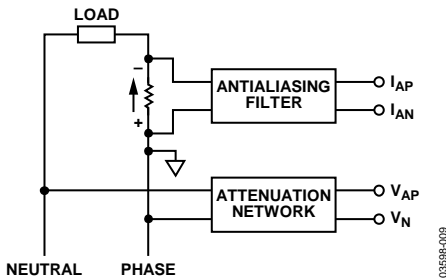 LOAD
–
+
ANTIALIASING
FILTER
I_AP
I_AN
ATTENUATION
NETWORK
V_AP
V_N
NEUTRAL
PHASE
03598-009